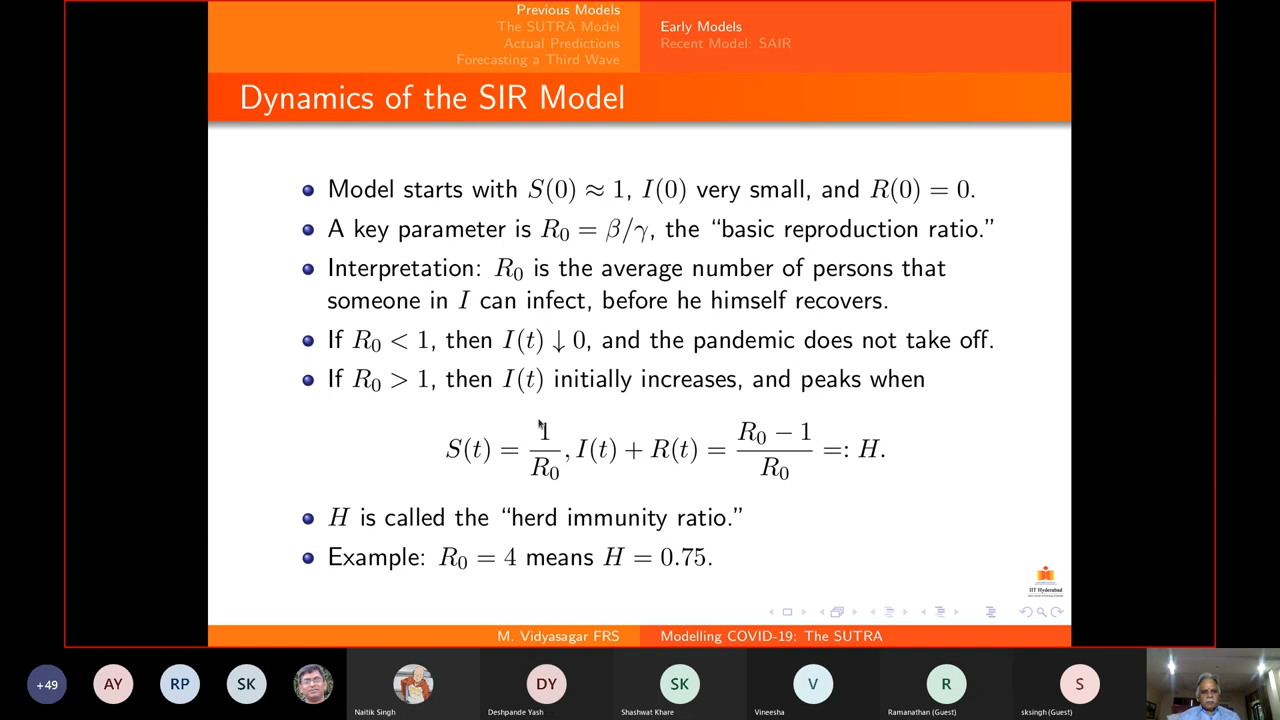 Previous Models
The SUTRA Model
Actual Predictions
Forecasting a Third Wave
Early Models
Recent Model: SAIR
Dynamics of the SIR Model
Model starts with S(0) ≈ 1, I(0) very small, and R(0) = 0.
A key parameter is R₀ = β/γ, the “basic reproduction ratio.”
Interpretation: R₀ is the average number of persons that
someone in I can infect, before he himself recovers.
If R₀ < 1, then I(t) ↓ 0, and the pandemic does not take off.
If R₀ > 1, then I(t) initially increases, and peaks when
S(t) = 1/R₀, I(t) + R(t) = (R₀ − 1)/R₀ =: H.
H is called the “herd immunity ratio.”
Example: R₀ = 4 means H = 0.75.
IIT Hyderabad
M. Vidyasagar FRS
Modelling COVID-19: The SUTRA
+49
AY
RP
SK
Naitik Singh
DY
Deshpande Yash
SK
Shashwat Khare
V
Vineesha
R
Ramanathan (Guest)
S
sksingh (Guest)